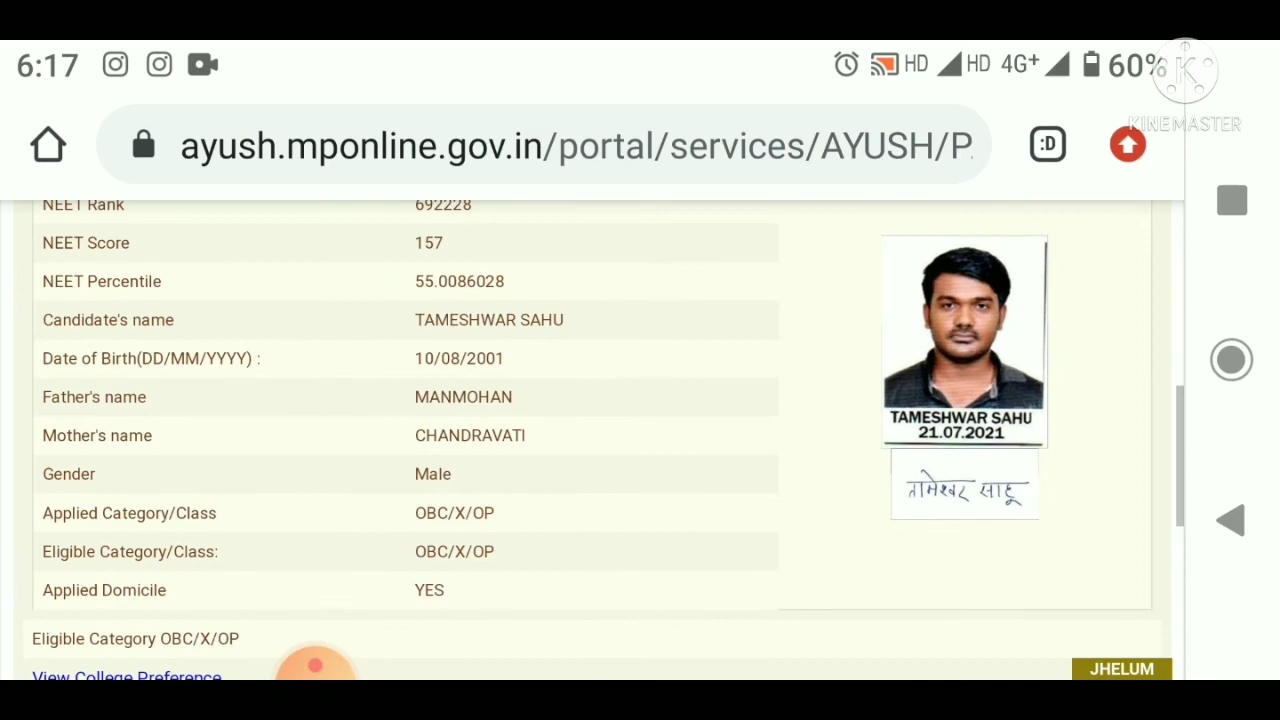 6:17 HD HD 4G+ 60%
KINEMASTER
ayush.mponline.gov.in/portal/services/AYUSH/P
:D
NEET Rank 692228
NEET Score 157
NEET Percentile 55.0086028
Candidate's name TAMESHWAR SAHU
Date of Birth(DD/MM/YYYY) : 10/08/2001
Father's name MANMOHAN
Mother's name CHANDRAVATI
Gender Male
Applied Category/Class OBC/X/OP
Eligible Category/Class: OBC/X/OP
Applied Domicile YES
TAMESHWAR SAHU
21.07.2021
तामेश्वर साहू
Eligible Category OBC/X/OP
View College Preference
JHELUM